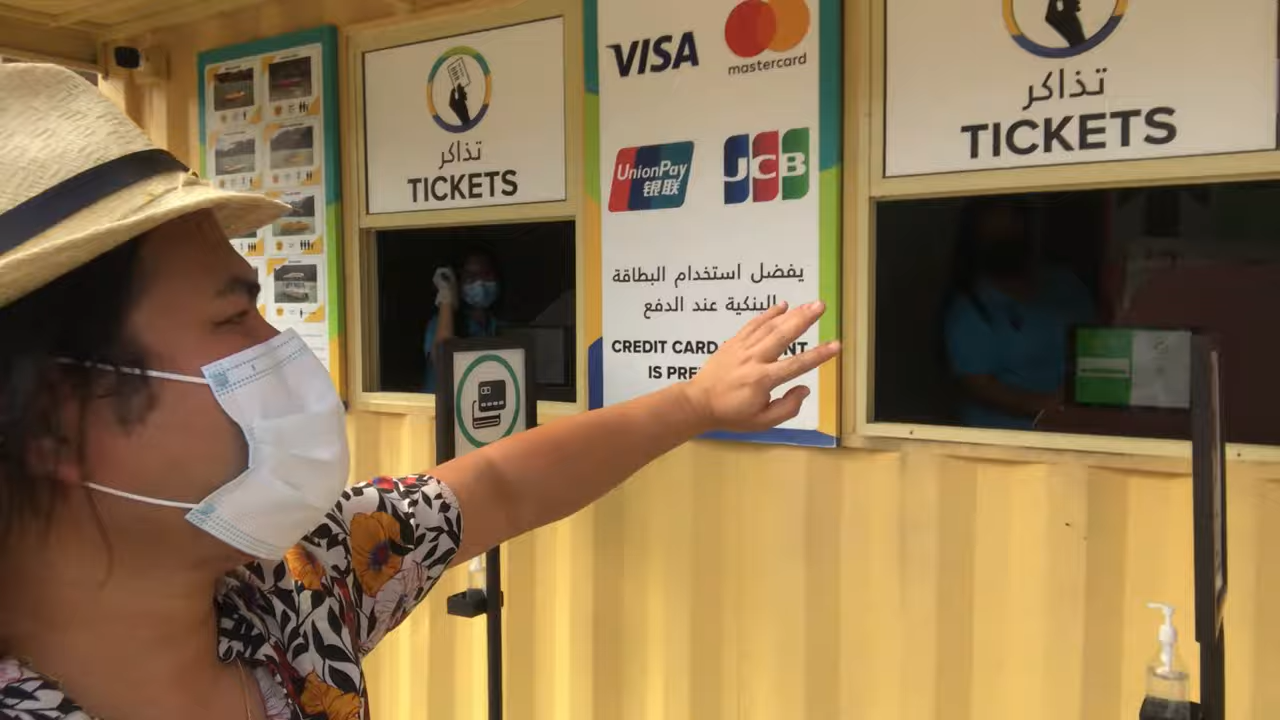 تذاكر
TICKETS
VISA
mastercard
UnionPay
银联
JCB
يفضل استخدام البطاقة
البنكية عند الدفع
CREDIT CARD
IS
تذاكر
TICKETS